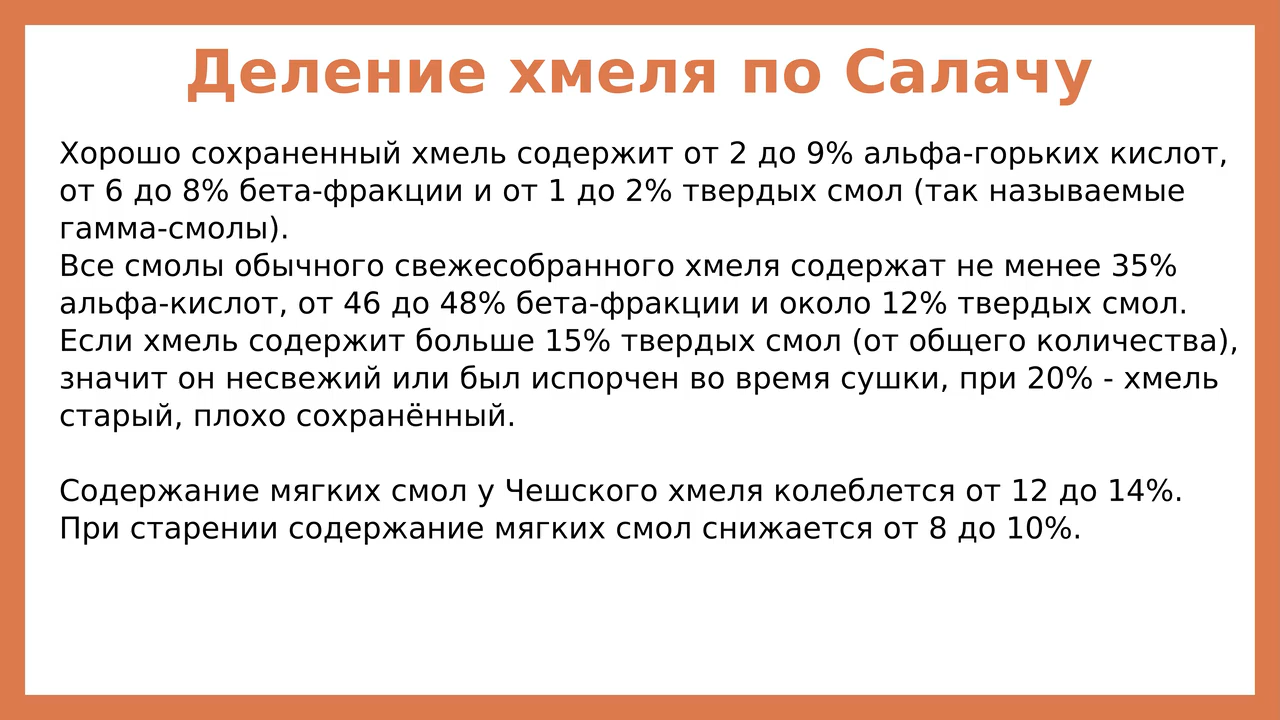 Деление хмеля по Салачу
Хорошо сохраненный хмель содержит от 2 до 9% альфа-горьких кислот,
от 6 до 8% бета-фракции и от 1 до 2% твердых смол (так называемые
гамма-смолы).
Все смолы обычного свежесобранного хмеля содержат не менее 35%
альфа-кислот, от 46 до 48% бета-фракции и около 12% твердых смол.
Если хмель содержит больше 15% твердых смол (от общего количества),
значит он несвежий или был испорчен во время сушки, при 20% - хмель
старый, плохо сохранённый.
Содержание мягких смол у Чешского хмеля колеблется от 12 до 14%.
При старении содержание мягких смол снижается от 8 до 10%.